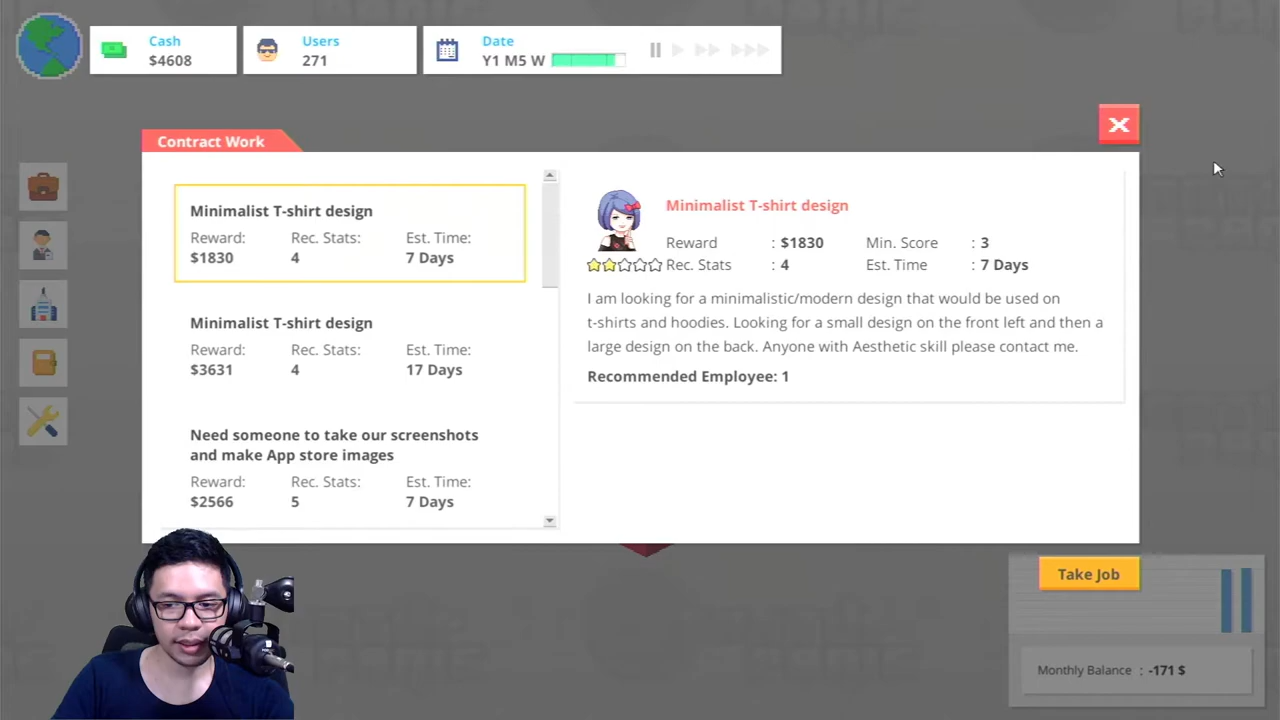 Cash
$4608
Users
271
Date
Y1 M5 W
Contract Work
Minimalist T-shirt design
Reward:
Rec. Stats:
Est. Time:
$1830
4
7 Days
Minimalist T-shirt design
Reward:
Rec. Stats:
Est. Time:
$3631
4
17 Days
Need someone to take our screenshots
and make App store images
Reward:
Rec. Stats:
Est. Time:
$2566
5
7 Days
Minimalist T-shirt design
Reward : $1830 Min. Score : 3
Rec. Stats : 4 Est. Time : 7 Days
I am looking for a minimalistic/modern design that would be used on
t-shirts and hoodies. Looking for a small design on the front left and then a
large design on the back. Anyone with Aesthetic skill please contact me.
Recommended Employee: 1
Take Job
Monthly Balance : -171 $